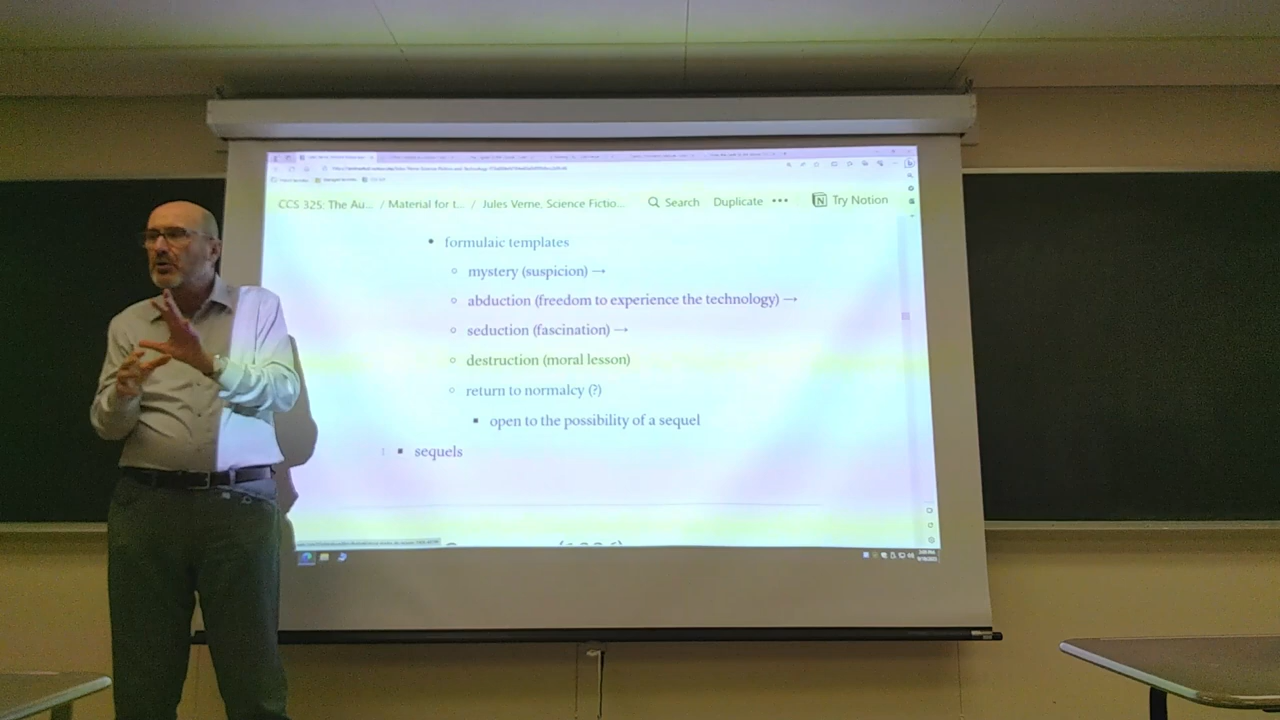 CCS 325: The Au... / Material for t... / Jules Verne, Science Fictio... Search Duplicate ••• Try Notion
• formulaic templates
◦ mystery (suspicion) →
◦ abduction (freedom to experience the technology) →
◦ seduction (fascination) →
◦ destruction (moral lesson)
◦ return to normalcy (?)
▪ open to the possibility of a sequel
▪ sequels